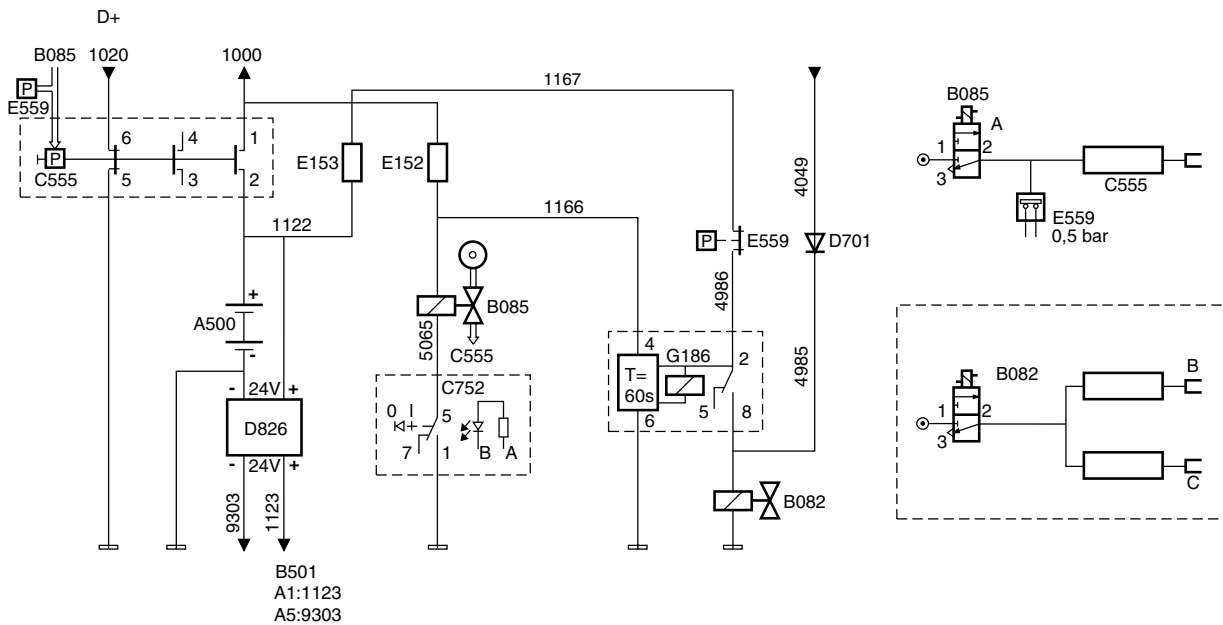 D+
B085 1020 1000
P
E559
6 4 1
P
C555 5 3 2
E153 E152
1167
1122
1166
4049
P E559 D701
4986
4985
+
A500
-
- 24V +
D826
- 24V +
9303
1123
B501
A1:1123
A5:9303
B085
5065
C555
C752
0 I 5
7 1 B A
4 G186 2
T=
60s
5 8
6
B082
B085
A
1 2
3
C555
E559
0,5 bar
B082 B
1 2
3
C